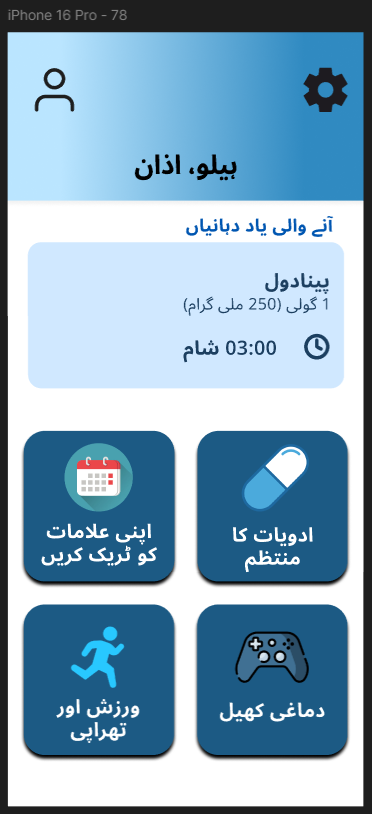 iPhone 16 Pro - 78
ہیلو، اذان
آنے والی یاد دہانیاں
پیناڈول
1 گولی (250 ملی گرام)
03:00 شام
ادویات کا
منتظم
اپنی علامات
کو ٹریک کریں
دماغی کھیل
ورزش اور
تھراپی